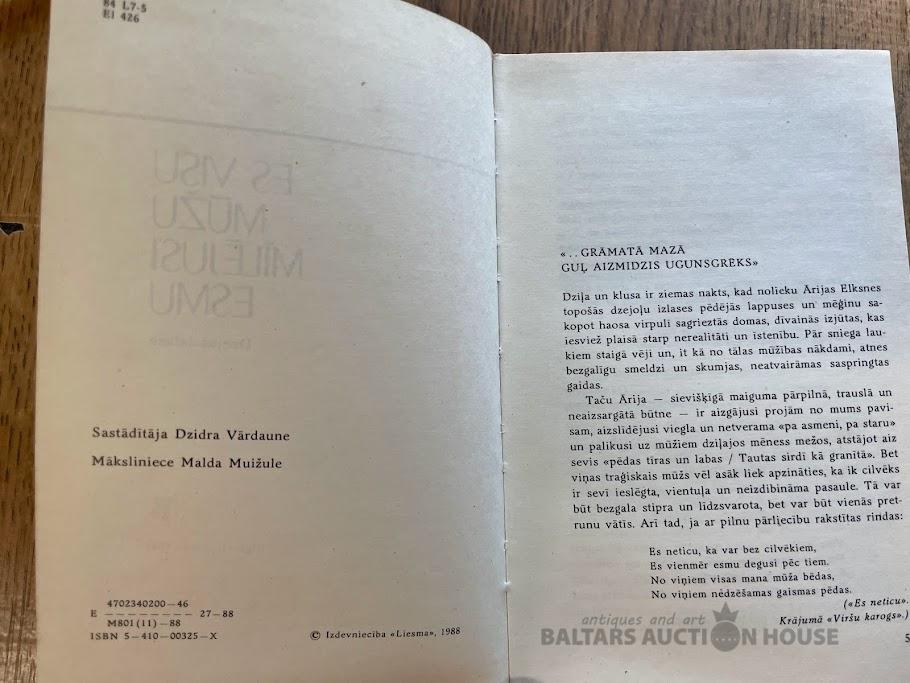 84 L7-5
El 426
ES VISU
MŪŽU
MĪLĒJUSI
ESMU
Sastādītāja Dzidra Vārdaune
Māksliniece Malda Muižule
4702340200—46
E — — — — — — — — 27—88
M801(11)—88
ISBN 5—410—00325—X
© Izdevniecība «Liesma», 1988
«..GRĀMATĀ MAZĀ
GUĻ AIZMIDZIS UGUNSGRĒKS»
Dziļa un klusa ir ziemas nakts, kad nolieku Ārijas Elksnes
topošās dzejoļu izlases pēdējās lappuses un mēģinu sa-
kopot haosa virpulī sagrieztās domas, dīvainās izjūtas, kas
iesviež plaisā starp nerealitāti un īstenību. Pār sniega lau-
kiem staigā vēji un, it kā no tālas mūžības nākdami, atnes
bezgalīgu smeldzi un skumjas, neatvairāmas saspringtas
gaidas.
Taču Ārija — sievišķīgā maiguma pārpilnā, trauslā un
neaizsargātā būtne — ir aizgājusi projām no mums pavi-
sam, aizslīdējusi viegla un netverama «pa asmeni, pa staru»
un palikusi uz mūžiem dziļajos mēness mežos, atstājot aiz
sevis «pēdas tīras un labas / Tautas sirdī kā granītā». Bet
viņas traģiskais mūžs vēl asāk liek apzināties, ka ik cilvēks
ir sevī ieslēgta, vientuļa un neizdibināma pasaule. Tā var
būt bezgala stipra un līdzsvarota, bet var būt vienās pret-
runu vātīs. Arī tad, ja ar pilnu pārliecību rakstītas rindas:
Es neticu, ka var bez cilvēkiem,
Es vienmēr esmu degusi pēc tiem.
No viņiem visas mana mūža bēdas,
No viņiem nedzēšamas gaismas pēdas.
(«Es neticu».
Krājumā «Viršu karogs».)
5
antiques and art
BALTARS AUCTION HOUSE